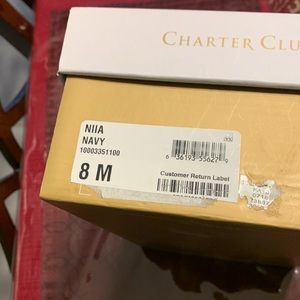 CHARTER CLU
NIIA
NAVY
10003351100
8 M
Customer Return Label